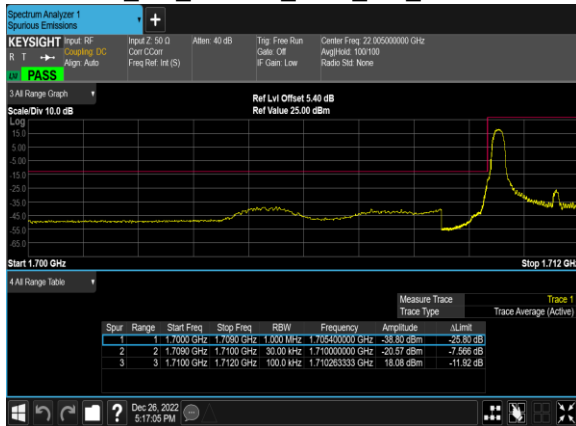 Spectrum Analyzer 1
Spurious Emissions
KEYSIGHT Input: RF Input Z: 50 Ω Atten: 40 dB Trig: Free Run Center Freq: 22.005000000 GHz
R T Coupling: DC Corr CCorr Gate: Off Avg|Hold: 100/100
Align: Auto Freq Ref: Int (S) IF Gain: Low Radio Std: None
PASS
3 All Range Graph
Ref Lvl Offset 5.40 dB
Scale/Div 10.0 dB Ref Value 25.00 dBm
Log
15.0
5.00
-5.00
-15.0
-25.0
-35.0
-45.0
-55.0
-65.0
Start 1.700 GHz Stop 1.712 GHz
4 All Range Table
Measure Trace Trace 1
Trace Type Trace Average (Active)
Spur Range Start Freq Stop Freq RBW Frequency Amplitude ΔLimit
1 1 1.7000 GHz 1.7090 GHz 1.000 MHz 1.705400000 GHz -38.80 dBm -25.80 dB
2 2 1.7090 GHz 1.7100 GHz 30.00 kHz 1.710000000 GHz -20.57 dBm -7.566 dB
3 3 1.7100 GHz 1.7120 GHz 100.0 kHz 1.710263333 GHz 18.08 dBm -11.92 dB
? Dec 26, 2022
5:17:05 PM